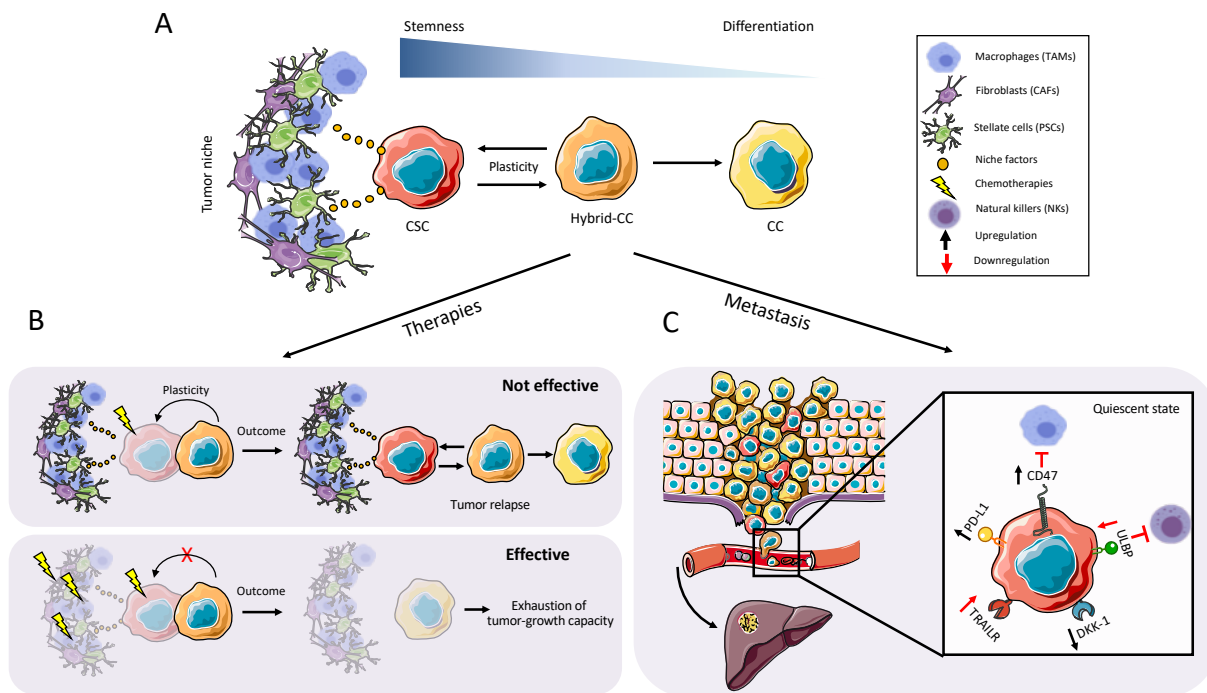 A
Stemness
Differentiation
Tumor niche
Plasticity
CSC
Hybrid-CC
CC
Macrophages (TAMs)
Fibroblasts (CAFs)
Stellate cells (PSCs)
Niche factors
Chemotherapies
Natural killers (NKs)
Upregulation
Downregulation
Therapies
Metastasis
B
Not effective
Plasticity
Outcome
Tumor relapse
Effective
X
Outcome
Exhaustion of
tumor-growth capacity
C
Quiescent state
CD47
PD-L1
ULBP
TRAILR
DKK-1